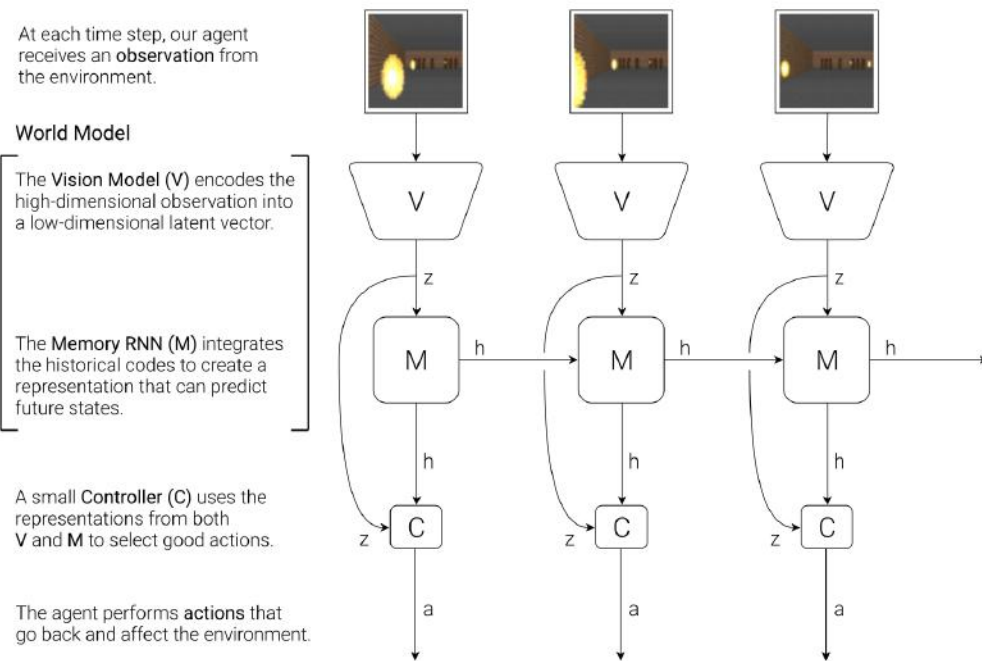 At each time step, our agent
receives an observation from
the environment.
World Model
The Vision Model (V) encodes the
high-dimensional observation into
a low-dimensional latent vector.
The Memory RNN (M) integrates
the historical codes to create a
representation that can predict
future states.
A small Controller (C) uses the
representations from both
V and M to select good actions.
The agent performs actions that
go back and affect the environment.
V V V
z z z
M h M h M h
h h h
z C z C z C
a a a